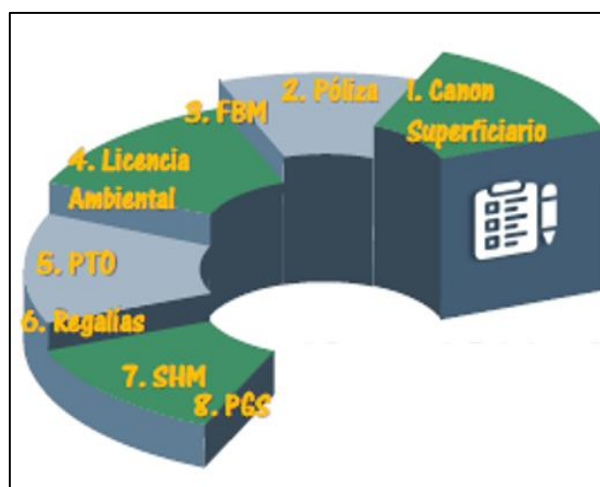 1. Canon
Superficiario
2. Póliza
3. FBM
4. Licencia
Ambiental
5. PTO
6. Regalías
7. SHM
8. PGS